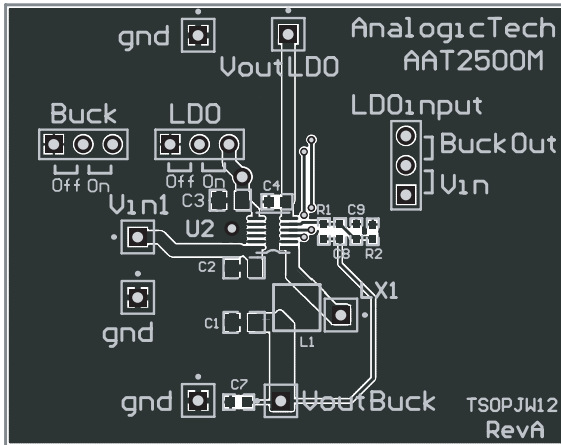 gnd
AnalogicTech
AAT2500M
VoutLDO
Buck
LDO
LDOinput
BuckOut
Off On
Off On
Vin
C3
C4
Vin1
U2
R1
C9
C8
R2
C2
LX1
gnd
C1
L1
C7
gnd
VoutBuck
TSOPJW12
RevA